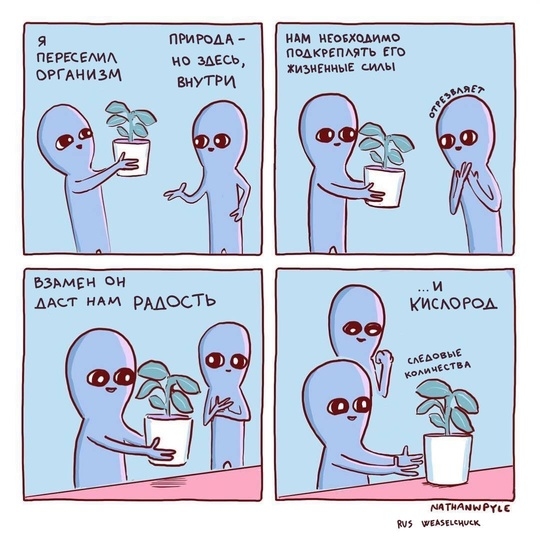 Я
ПЕРЕСЕЛИЛ
ОРГАНИЗМ
ПРИРОДА –
НО ЗДЕСЬ,
ВНУТРИ
НАМ НЕОБХОДИМО
ПОДКРЕПЛЯТЬ ЕГО
ЖИЗНЕННЫЕ СИЛЫ
ОТРЕЗВЛЯЕТ
ВЗАМЕН ОН
ДАСТ НАМ РАДОСТЬ
... И
КИСЛОРОД
СЛЕДОВЫЕ
КОЛИЧЕСТВА
NATHANWPYLE
RUS WEASELCHUCK